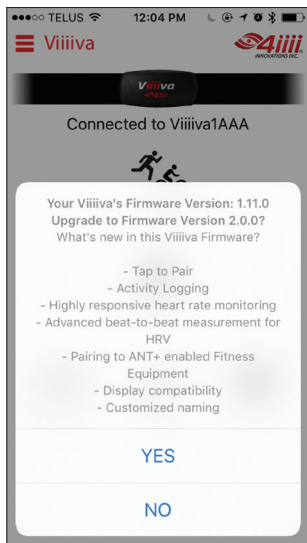 TELUS 12:04 PM
Viiiiva
4iiii
INNOVATIONS INC.
Viiiiva
Connected to Viiiiva1AAA
Your Viiiiva's Firmware Version: 1.11.0
Upgrade to Firmware Version 2.0.0?
What's new in this Viiiiva Firmware?
- Tap to Pair
- Activity Logging
- Highly responsive heart rate monitoring
- Advanced beat-to-beat measurement for
HRV
- Pairing to ANT+ enabled Fitness
Equipment
- Display compatibility
- Customized naming
YES
NO